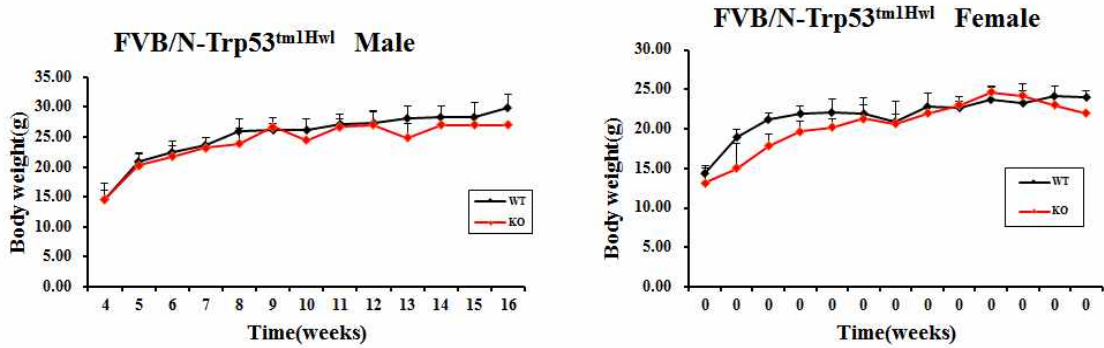 FVB/N-Trp53tm1Hwl Male
35.00
30.00
25.00
20.00
15.00
10.00
5.00
0.00
Body weight(g)
WT
KO
4 5 6 7 8 9 10 11 12 13 14 15 16
Time(weeks)
FVB/N-Trp53tm1Hwl Female
30.00
25.00
20.00
15.00
10.00
5.00
0.00
Body weight(g)
WT
KO
0 0 0 0 0 0 0 0 0 0 0 0 0
Time(weeks)